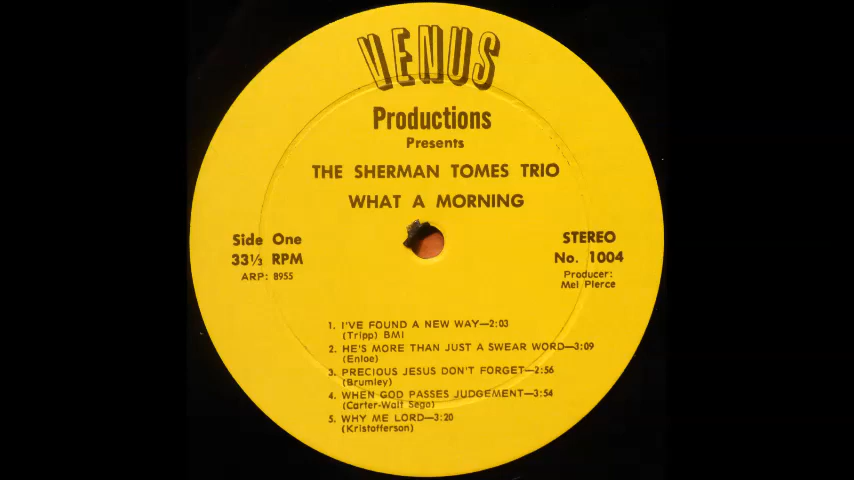 VENUS
Productions
Presents
THE SHERMAN TOMES TRIO
WHAT A MORNING
Side One
33⅓ RPM
ARP: 8955
STEREO
No. 1004
Producer:
Mel Pierce
1. I'VE FOUND A NEW WAY—2:03
(Tripp) BMI
2. HE'S MORE THAN JUST A SWEAR WORD—3:09
(Enloe)
3. PRECIOUS JESUS DON'T FORGET—2:56
(Brumley)
4. WHEN GOD PASSES JUDGEMENT—3:54
(Carter-Walt Sego)
5. WHY ME LORD—3:20
(Kristofferson)